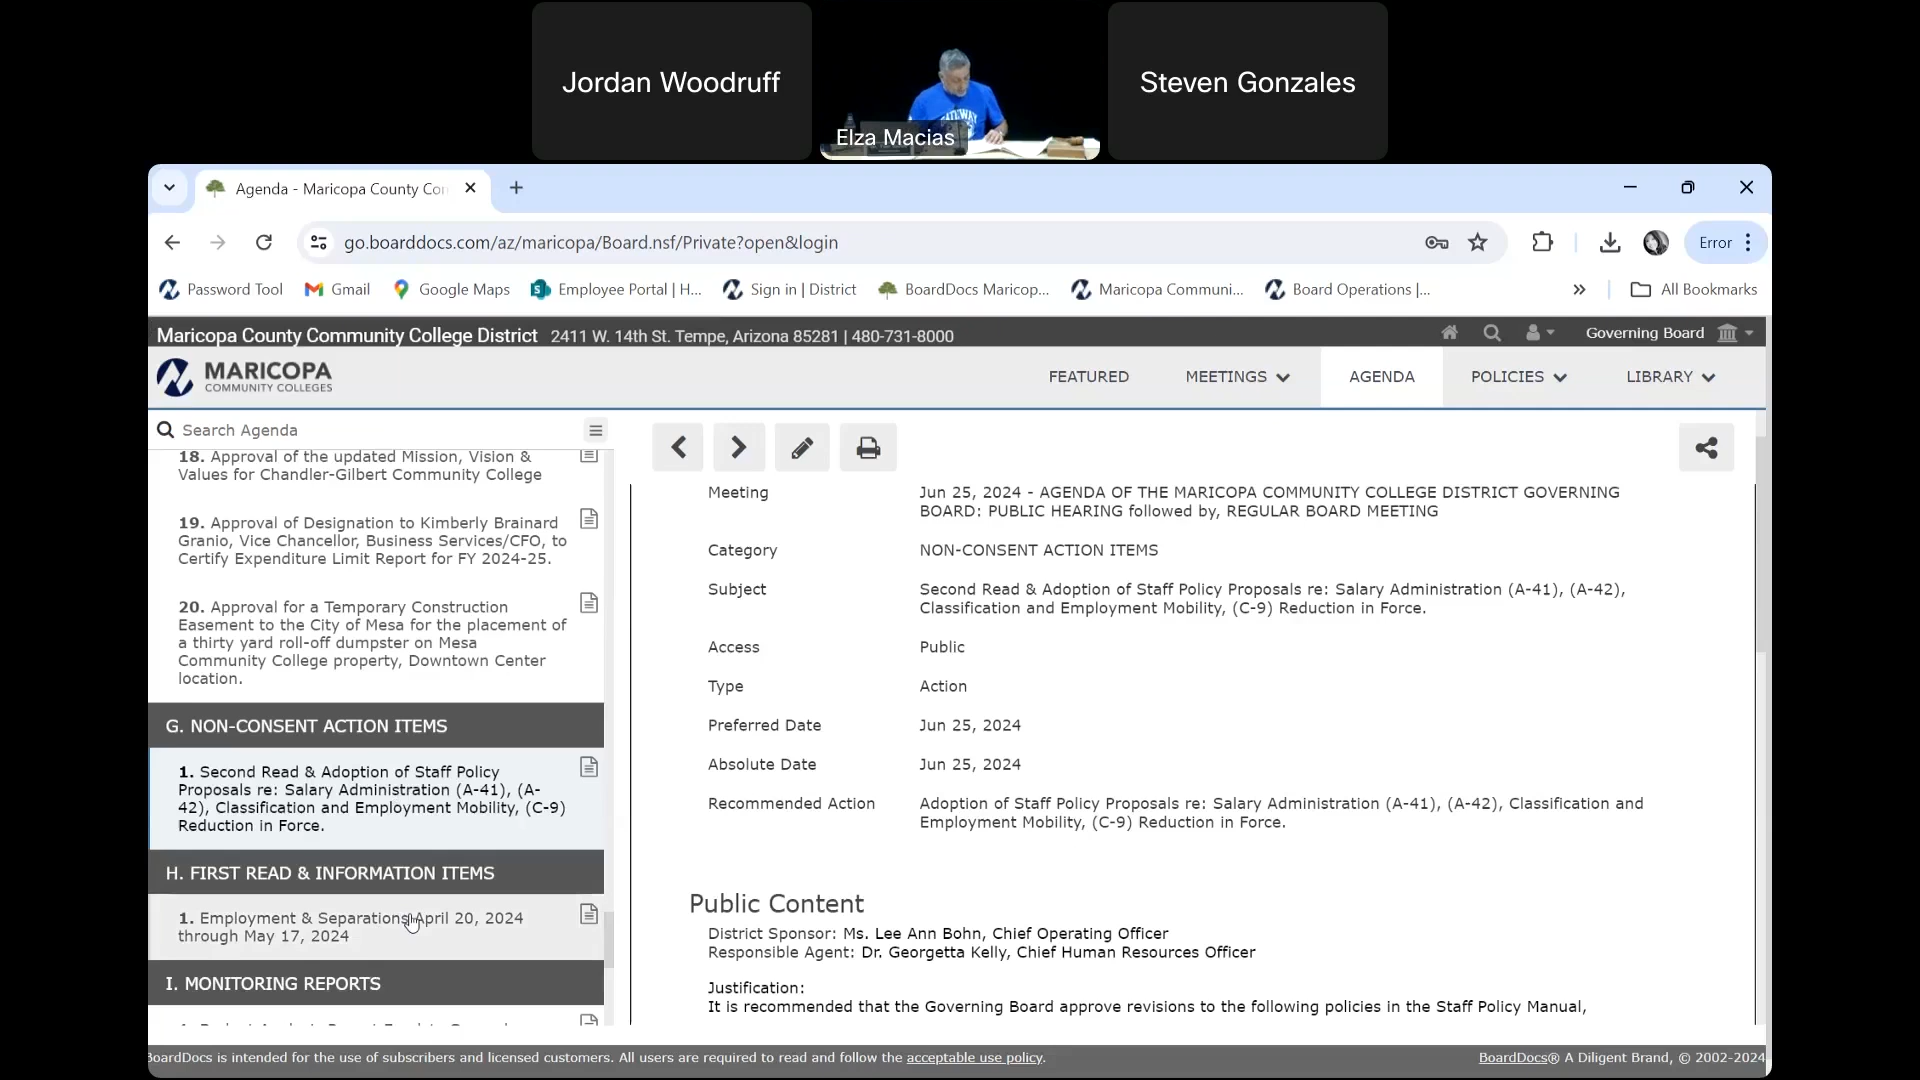 Jordan Woodruff
Elza Macias
Steven Gonzales
Agenda - Maricopa County Co
go.boarddocs.com/az/maricopa/Board.nsf/Private?open&login
Error
Password Tool
Gmail
Google Maps
Employee Portal | H...
Sign in | District
BoardDocs Maricop...
Maricopa Communi...
Board Operations |...
All Bookmarks
Maricopa County Community College District 2411 W. 14th St. Tempe, Arizona 85281 | 480-731-8000
Governing Board
MARICOPA
COMMUNITY COLLEGES
FEATURED
MEETINGS
AGENDA
POLICIES
LIBRARY
Search Agenda
18. Approval of the updated Mission, Vision &
Values for Chandler-Gilbert Community College
19. Approval of Designation to Kimberly Brainard
Granio, Vice Chancellor, Business Services/CFO, to
Certify Expenditure Limit Report for FY 2024-25.
20. Approval for a Temporary Construction
Easement to the City of Mesa for the placement of
a thirty yard roll-off dumpster on Mesa
Community College property, Downtown Center
location.
G. NON-CONSENT ACTION ITEMS
1. Second Read & Adoption of Staff Policy
Proposals re: Salary Administration (A-41), (A-
42), Classification and Employment Mobility, (C-9)
Reduction in Force.
H. FIRST READ & INFORMATION ITEMS
1. Employment & Separations April 20, 2024
through May 17, 2024
I. MONITORING REPORTS
Meeting
Jun 25, 2024 - AGENDA OF THE MARICOPA COMMUNITY COLLEGE DISTRICT GOVERNING
BOARD: PUBLIC HEARING followed by, REGULAR BOARD MEETING
Category
NON-CONSENT ACTION ITEMS
Subject
Second Read & Adoption of Staff Policy Proposals re: Salary Administration (A-41), (A-42),
Classification and Employment Mobility, (C-9) Reduction in Force.
Access
Public
Type
Action
Preferred Date
Jun 25, 2024
Absolute Date
Jun 25, 2024
Recommended Action
Adoption of Staff Policy Proposals re: Salary Administration (A-41), (A-42), Classification and
Employment Mobility, (C-9) Reduction in Force.
Public Content
District Sponsor: Ms. Lee Ann Bohn, Chief Operating Officer
Responsible Agent: Dr. Georgetta Kelly, Chief Human Resources Officer
Justification:
It is recommended that the Governing Board approve revisions to the following policies in the Staff Policy Manual,
BoardDocs is intended for the use of subscribers and licensed customers. All users are required to read and follow the acceptable use policy.
BoardDocs® A Diligent Brand, © 2002-2024